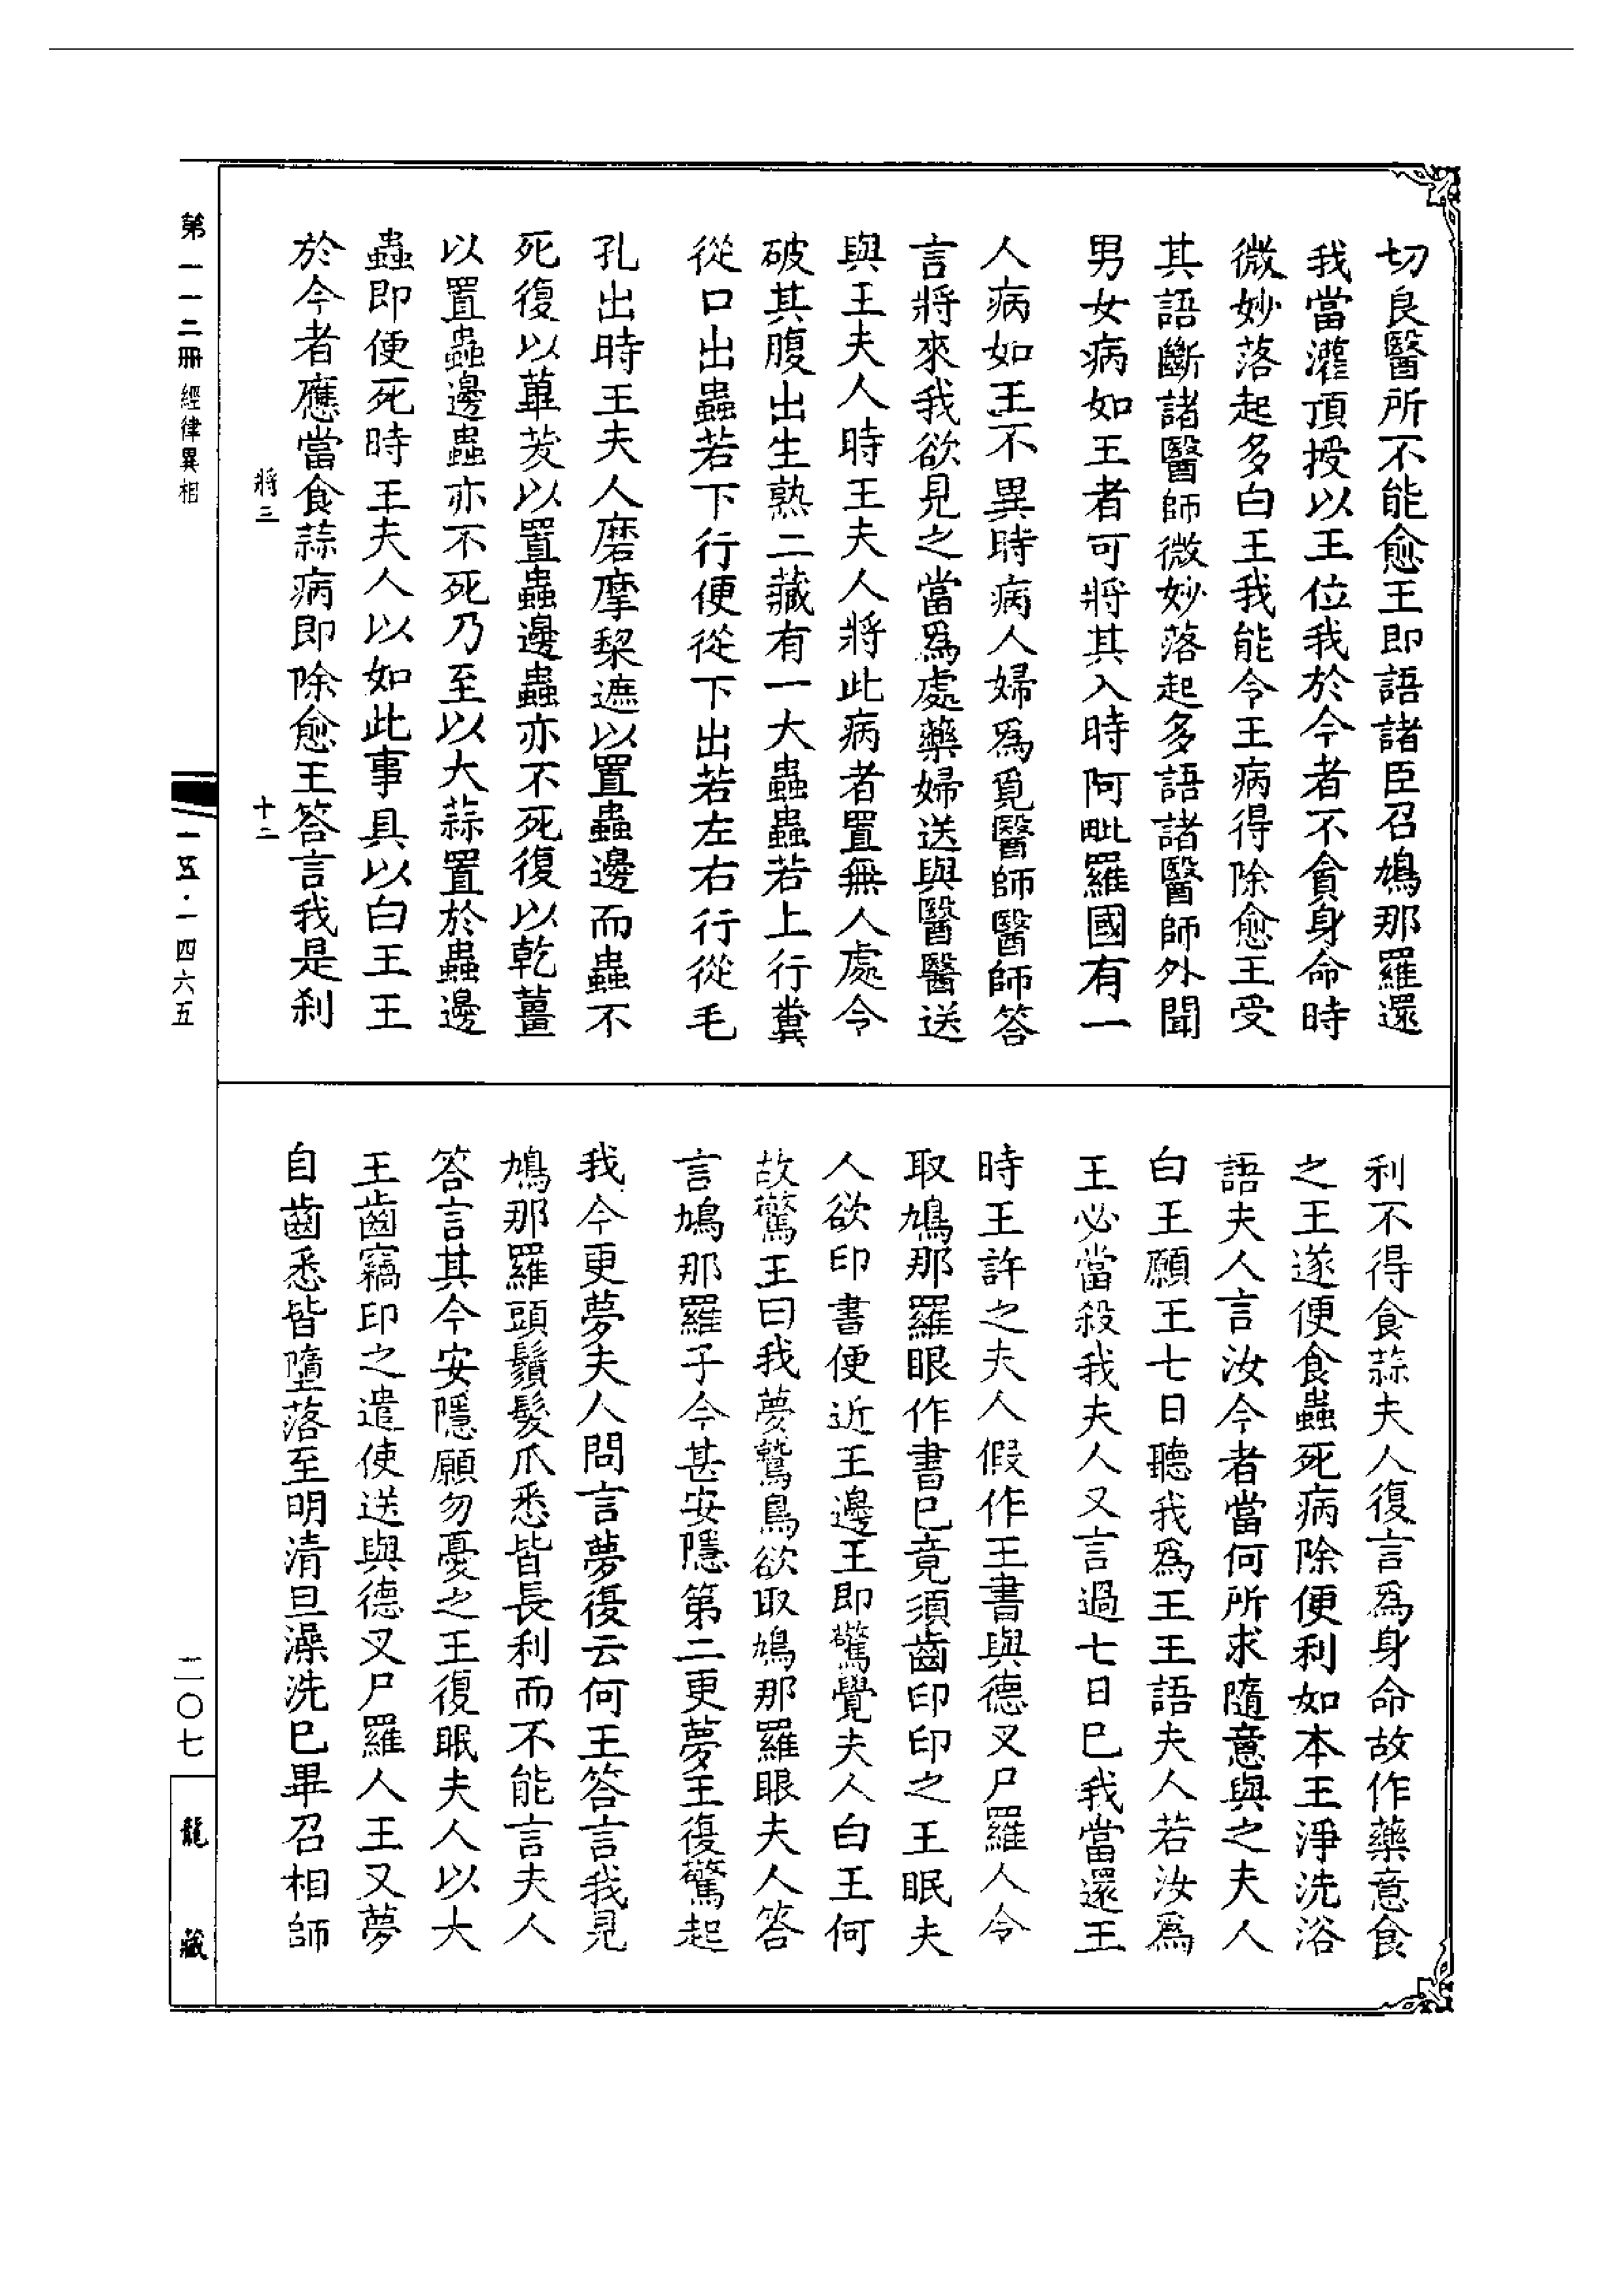 切良醫所不能愈王即語諸臣召鳩那羅還
我當灌頂授以王位我於今者不貪身命時
微妙落起多白王我能令王病得除愈王受
其語斷諸醫師微妙落起多語諸醫師外聞
男女病如王者可將其入時阿毗羅國有一
人病如王不異時病人婦爲覓醫師醫師答
言將來我欲見之當爲處藥婦送與醫醫送
與王夫人時王夫人將此病者置無人處令
破其腹出生熟二藏有一大蟲蟲若上行糞
從口出蟲若下行便從下出若左右行從毛
孔出時王夫人磨摩梨遮以置蟲邊而蟲不
死復以蓽茇以置蟲邊蟲亦不死復以乾薑
以置蟲邊蟲亦不死乃至以大蒜置於蟲邊
蟲即便死時王夫人以如此事具以白王王
於今者應當食蒜病即除愈王答言我是刹
將三 十二
利不得食蒜夫人復言爲身命故作藥意食
之王遂便食蟲死病除便利如本王淨洗浴
語夫人言汝今者當何所求隨意與之夫人
白王願王七日聽我爲王王語夫人若汝爲
王必當殺我夫人又言過七日巳我當還王
時王許之夫人假作王書與德叉尸羅人令
取鳩那羅眼作書巳竟須齒印印之王眠夫
人欲印書便近王邊王即驚覺夫人白王何
故驚王曰我夢鷲鳥欲取鳩那羅眼夫人答
言鳩那羅子今甚安隱第二更夢王復驚起
我今更夢夫人問言夢復云何王答言我見
鳩那羅頭鬚髮爪悉皆長利而不能言夫人
答言其今安隱願勿憂之王復眠夫人以大
王齒竊印之遣使送與德叉尸羅人王又夢
自齒悉皆墮落至明清旦澡洗巳畢召相師
第一一二冊 經律異相
一五·一四六五
二〇七
龍藏